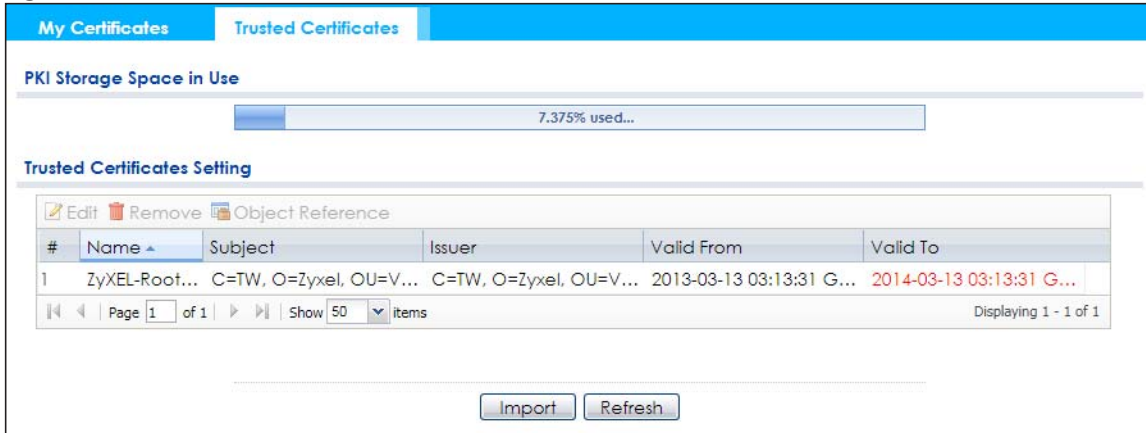 My Certificates Trusted Certificates
PKI Storage Space in Use
7.375% used...
Trusted Certificates Setting
Edit Remove Object Reference
# Name Subject Issuer Valid From Valid To
1 ZyXEL-Root... C=TW, O=Zyxel, OU=V... C=TW, O=Zyxel, OU=V... 2013-03-13 03:13:31 G... 2014-03-13 03:13:31 G...
Page 1 of 1 Show 50 items Displaying 1 - 1 of 1
Import Refresh